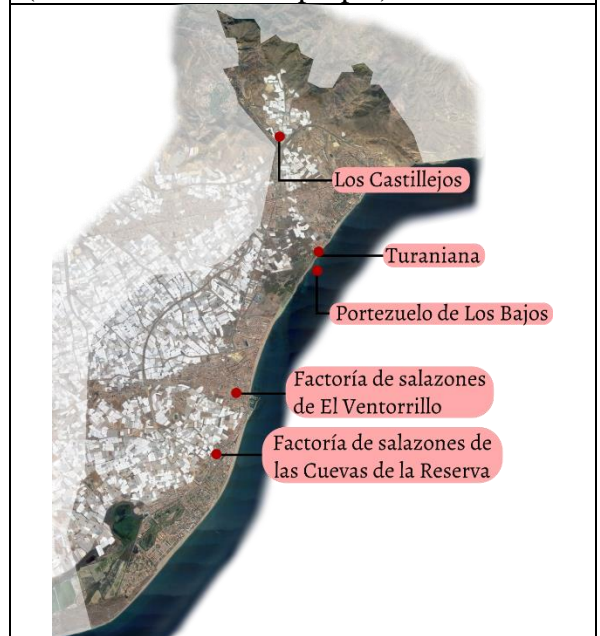 Los Castillejos
Turaniana
Portezuelo de Los Bajos
Factoría de salazones
de El Ventorrillo
Factoría de salazones de
las Cuevas de la Reserva